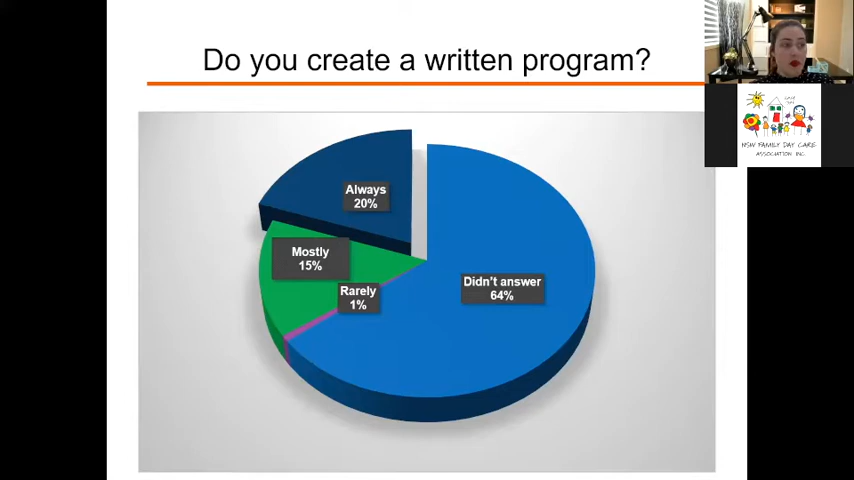 Do you create a written program?
Always
20%
Mostly
15%
Rarely
1%
Didn't answer
64%
NSW FAMILY DAY CARE
ASSOCIATION INC.